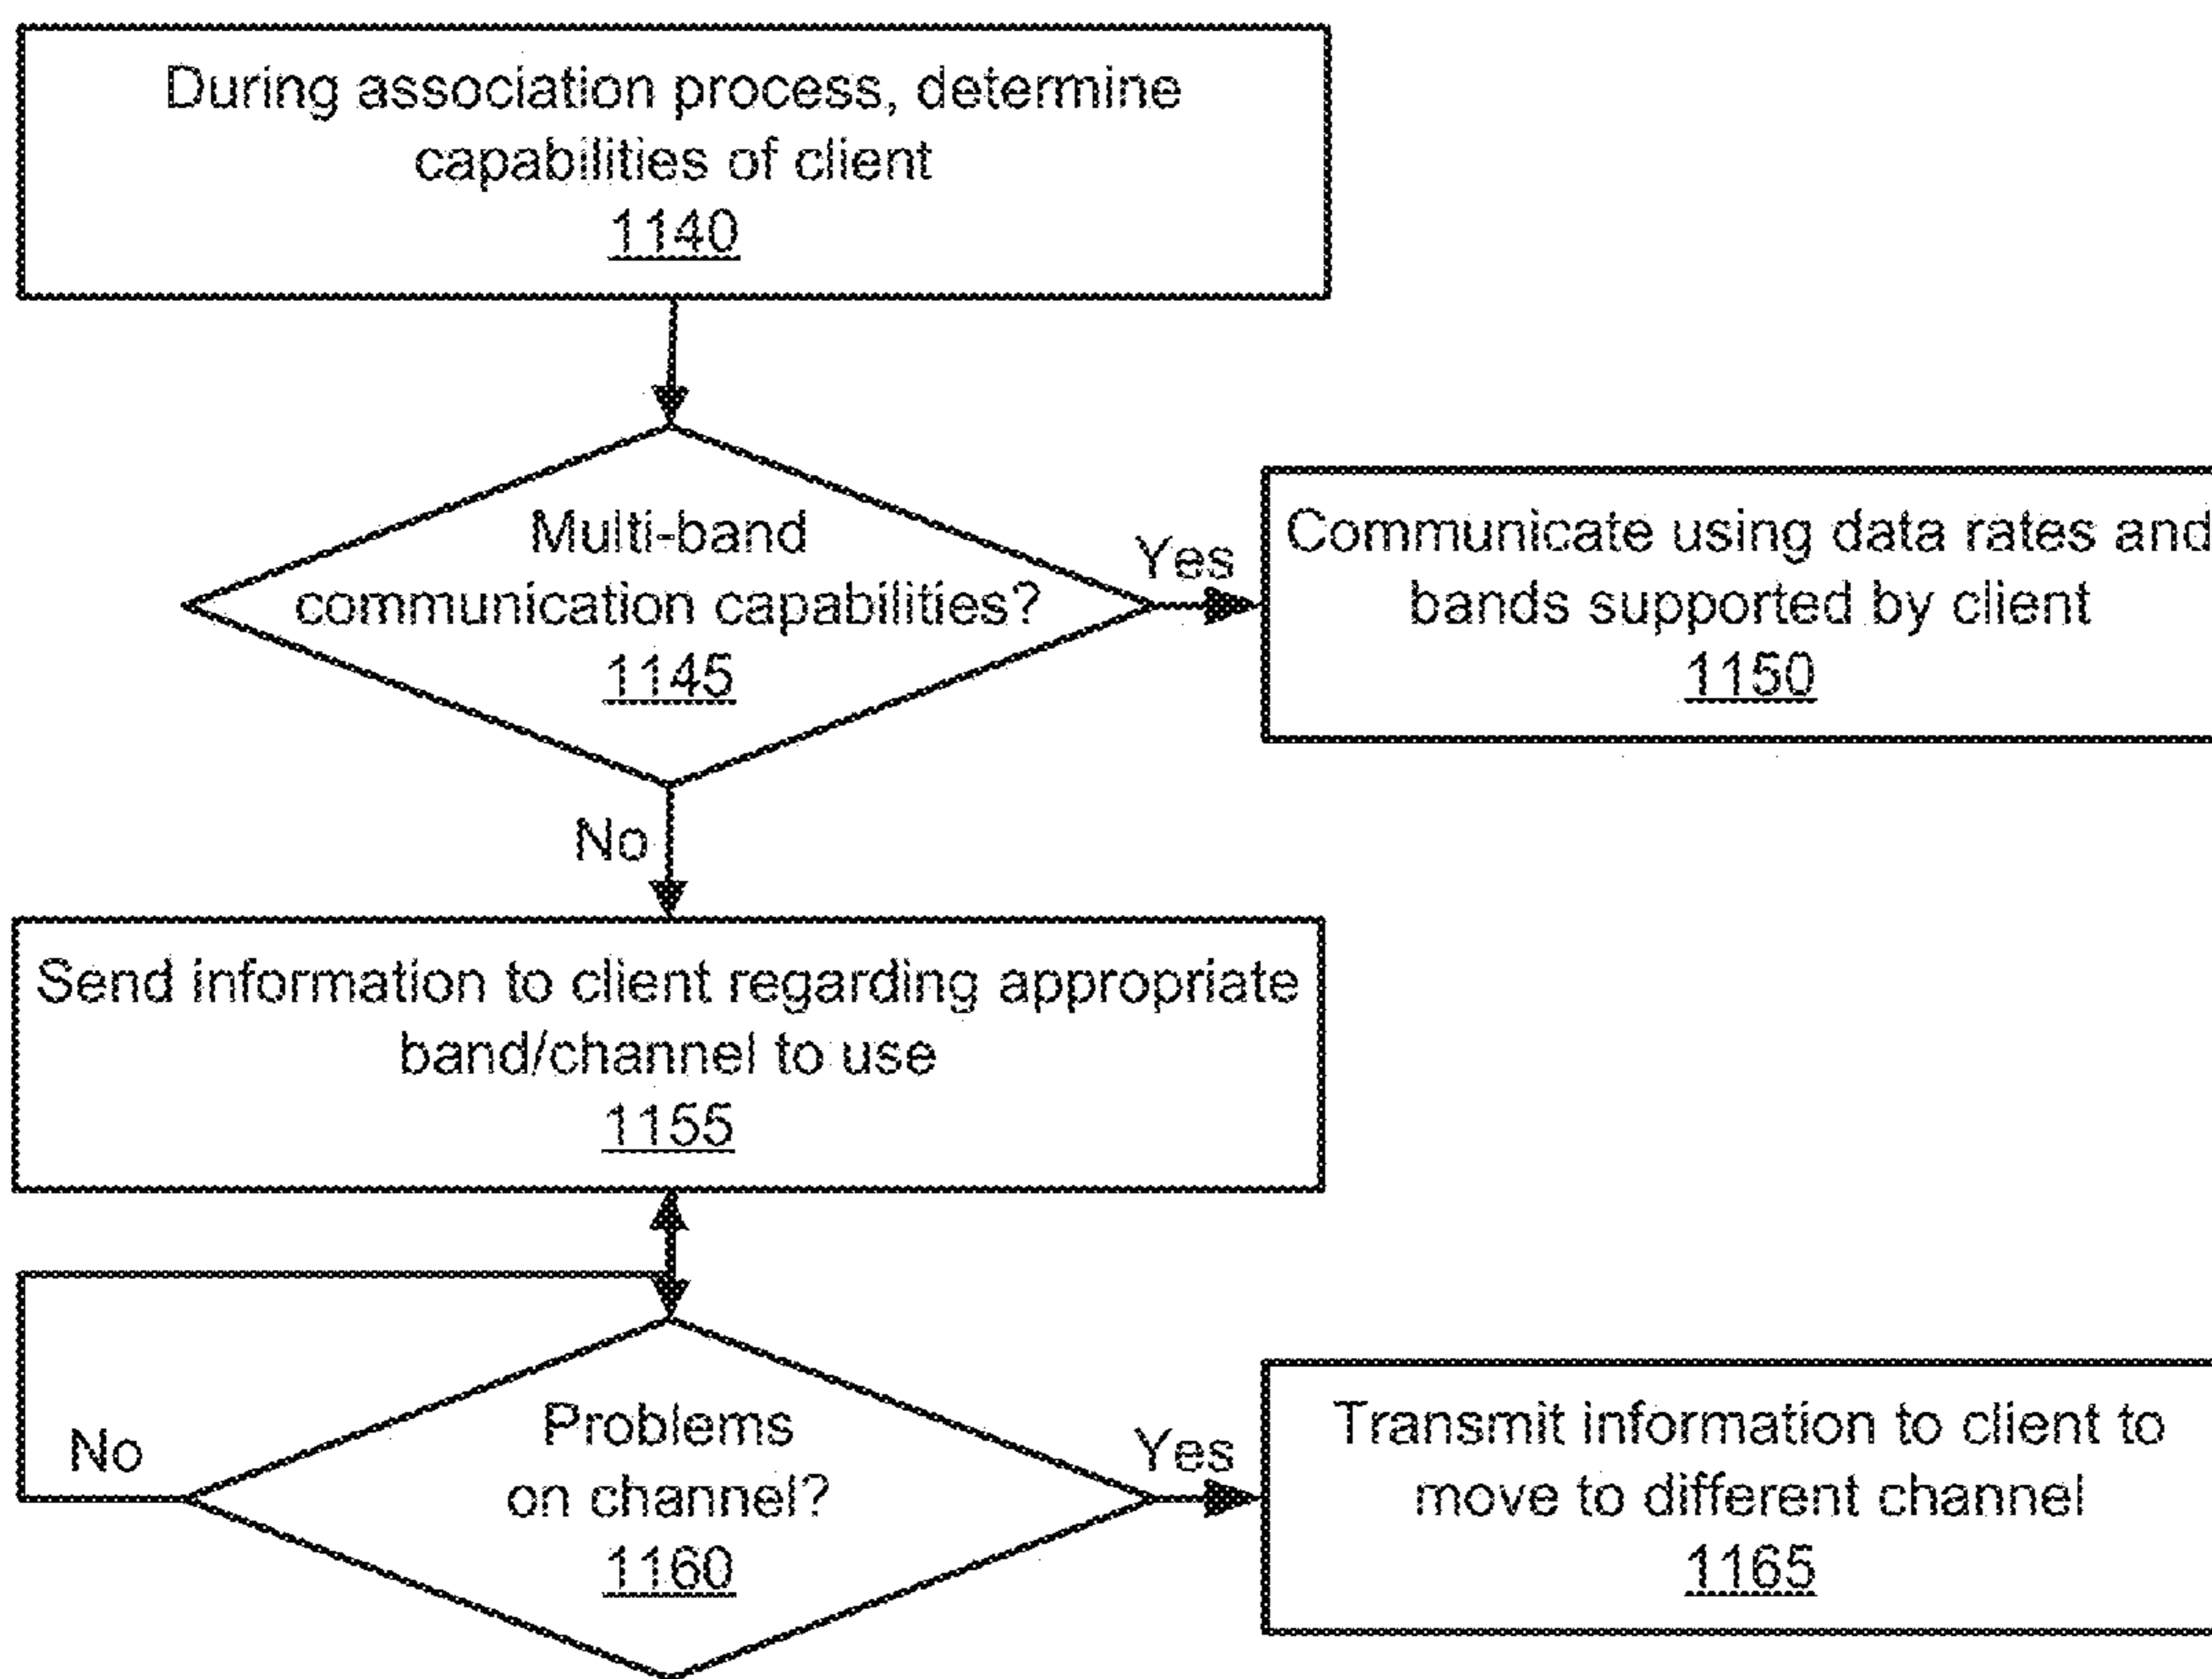 During association process, determine
capabilities of client
1140
Multi-band
communication capabilities?
1145
Yes
Communicate using data rates and
bands supported by client
1150
No
Send information to client regarding appropriate
band/channel to use
1155
No
Problems
on channel?
1160
Yes
Transmit information to client to
move to different channel
1165